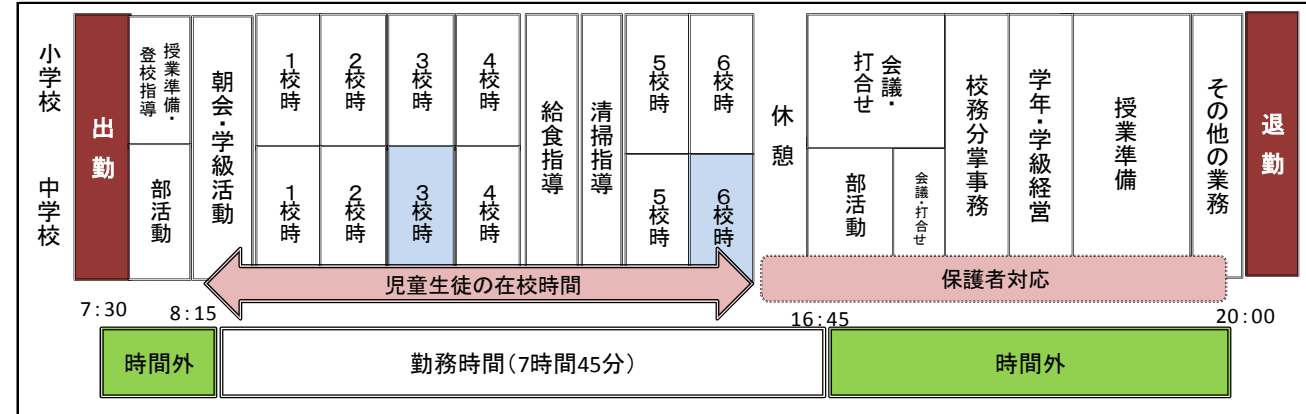 小学校
中学校
出勤
授業準備・
登校指導
部活動
朝会・学級活動
1校時
2校時
3校時
4校時
1校時
2校時
3校時
4校時
給食指導
清掃指導
5校時
6校時
5校時
6校時
休憩
会議・
打合せ
部活動
会議・打合せ
校務分掌事務
学年・学級経営
授業準備
その他の業務
退勤
児童生徒の在校時間
保護者対応
7:30
8:15
16:45
20:00
時間外
勤務時間(7時間45分)
時間外